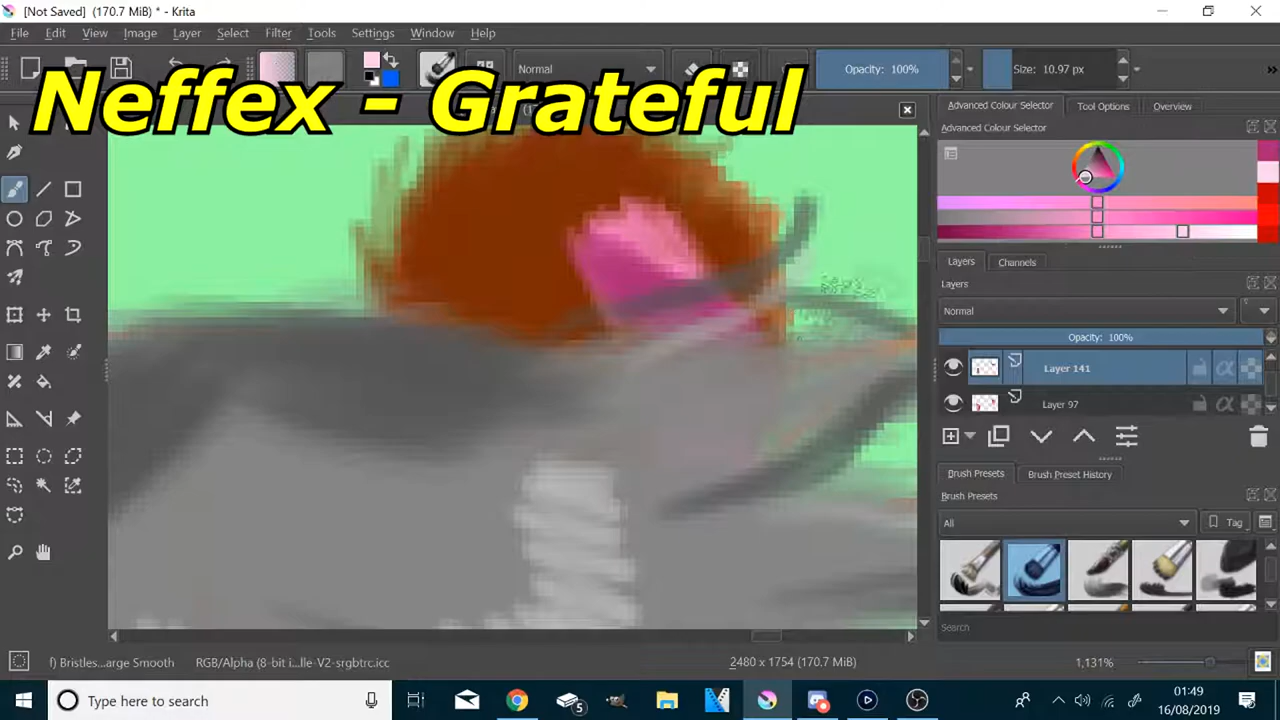 [Not Saved] (170.7 MiB) * - Krita
File Edit View Image Layer Select Filter Tools Settings Window Help
Normal
Opacity: 100%
Size: 10.97 px
Neffex - Grateful
Advanced Colour Selector Tool Options Overview
Advanced Colour Selector
Layers Channels
Layers
Normal
Opacity: 100%
Layer 141
Layer 97
Brush Presets Brush Preset History
Brush Presets
All
Tag
Search
f) Bristles...arge Smooth
RGB/Alpha (8-bit i...lle-V2-srgbtrc.icc
2480 x 1754 (170.7 MiB)
1,131%
Type here to search
5
01:49
16/08/2019